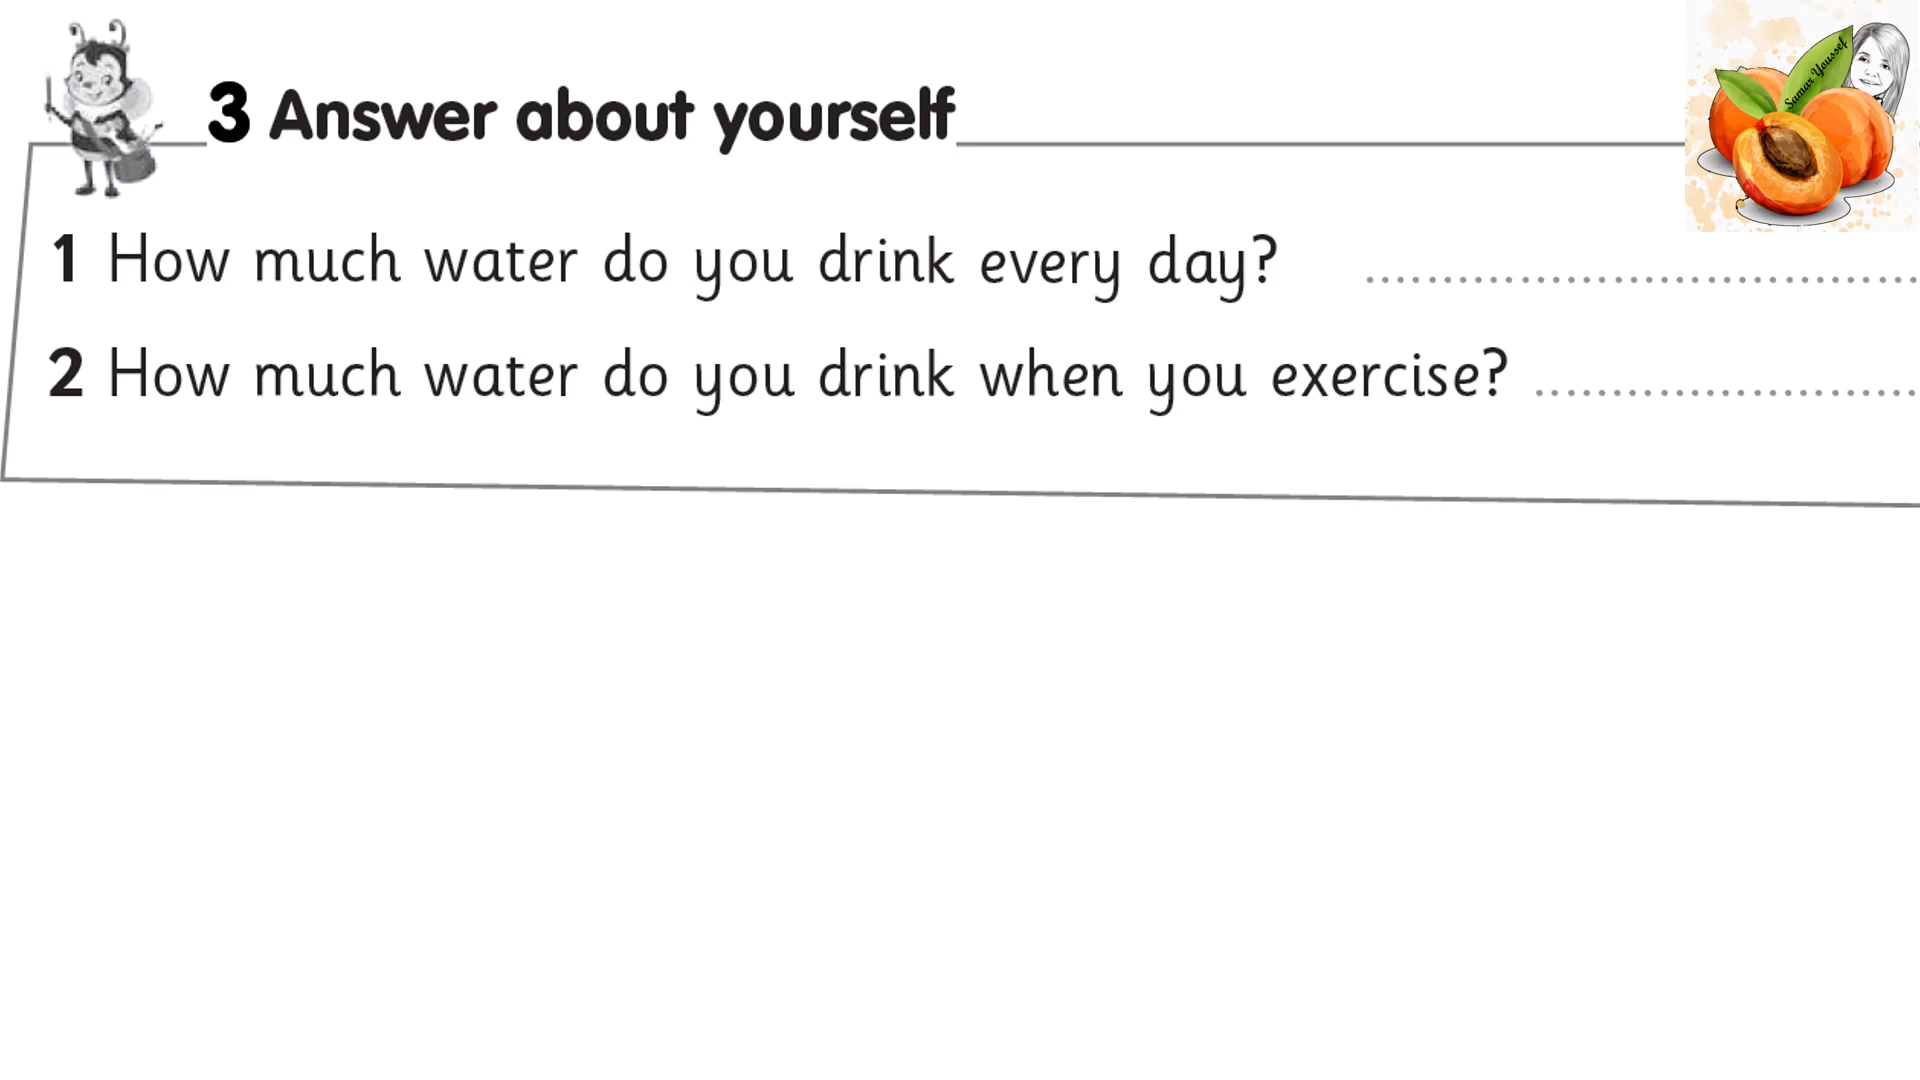 Samar Youssef
3 Answer about yourself
1 How much water do you drink every day? ..............................
2 How much water do you drink when you exercise? ....................